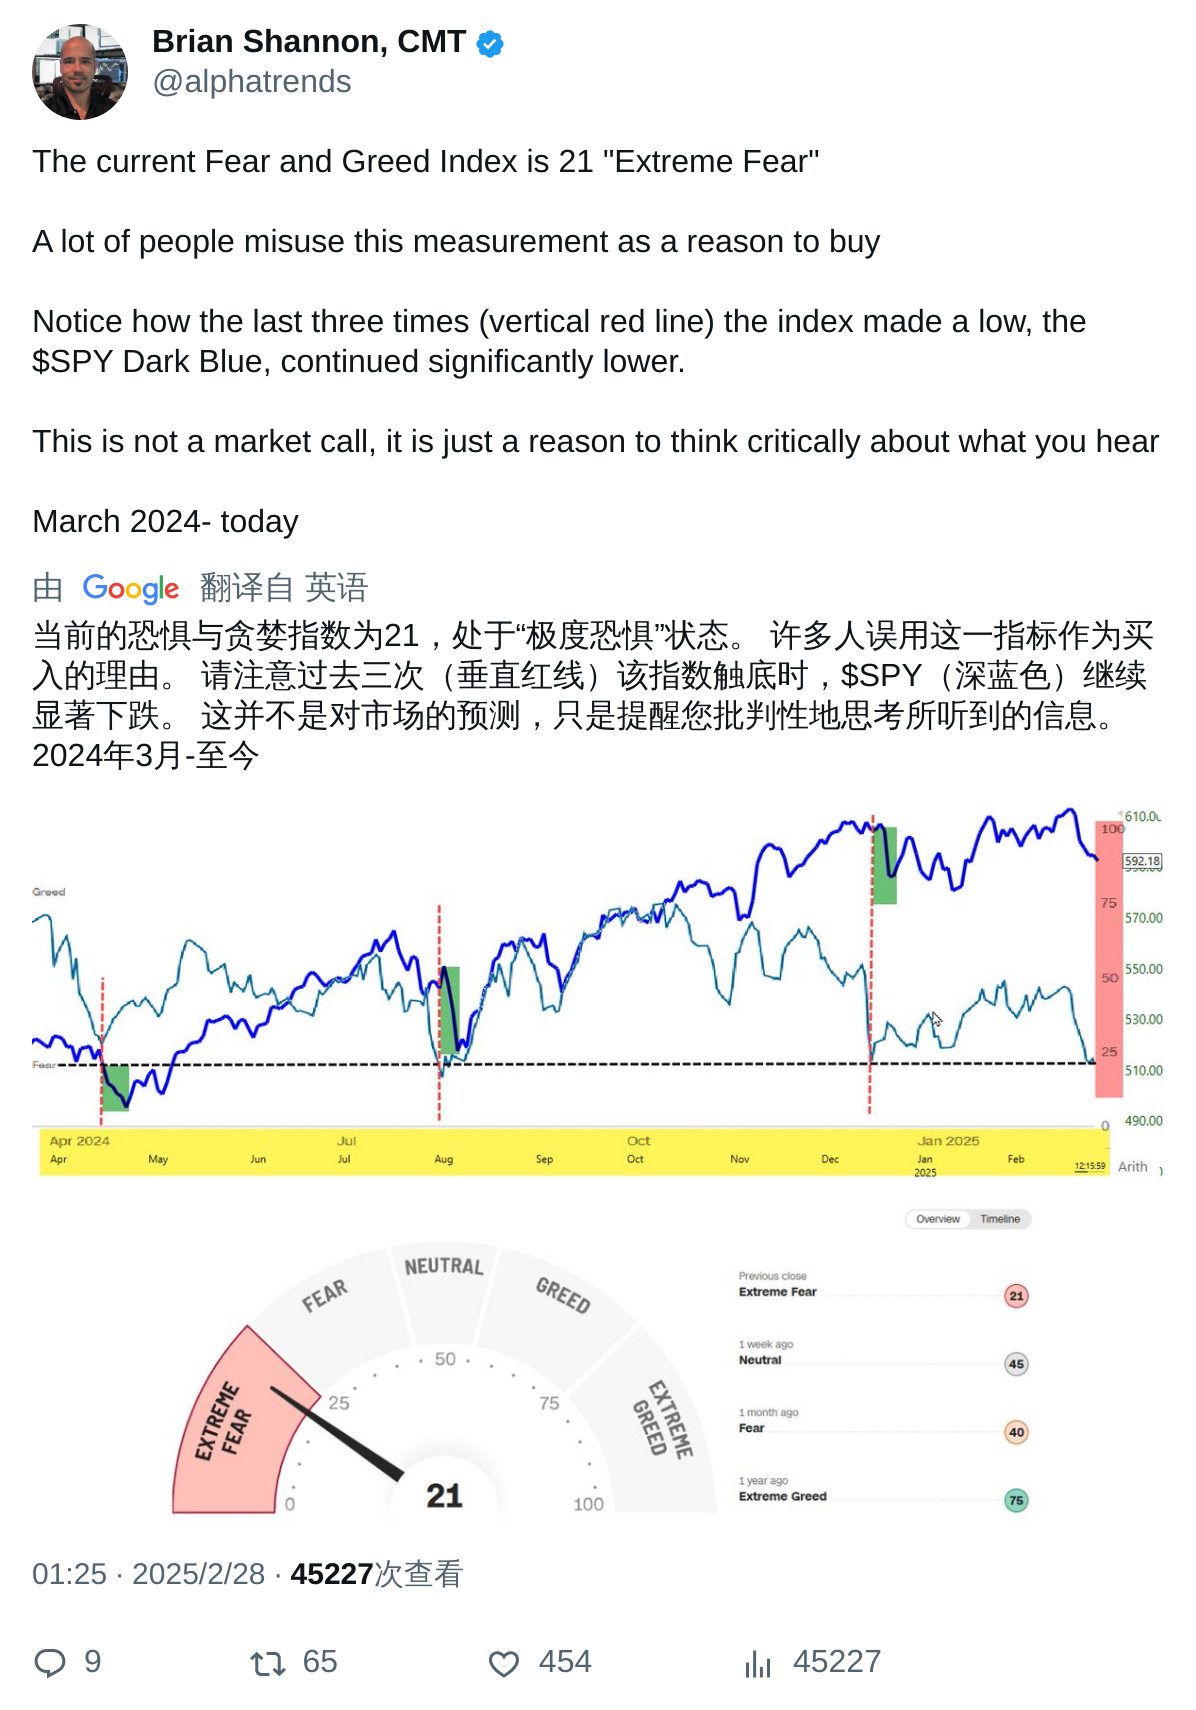 Brian Shannon, CMT
@alphatrends
The current Fear and Greed Index is 21 "Extreme Fear"
A lot of people misuse this measurement as a reason to buy
Notice how the last three times (vertical red line) the index made a low, the
$SPY Dark Blue, continued significantly lower.
This is not a market call, it is just a reason to think critically about what you hear
March 2024- today
由 Google 翻译自 英语
当前的恐惧与贪婪指数为21，处于“极度恐惧”状态。 许多人误用这一指标作为买
入的理由。 请注意过去三次（垂直红线）该指数触底时，$SPY（深蓝色）继续
显著下跌。 这并不是对市场的预测，只是提醒您批判性地思考所听到的信息。
2024年3月-至今
610.0
100
592.18
Greed
75
570.00
550.00
50
530.00
25
Fear
510.00
490.00
0
Apr 2024 Jul Oct Jan 2025
Apr May Jun Jul Aug Sep Oct Nov Dec Jan Feb 12:15:59 Arith
2025
Overview Timeline
EXTREME FEAR
FEAR
NEUTRAL
GREED
EXTREME GREED
0
25
50
75
100
21
Previous close
Extreme Fear 21
1 week ago
Neutral 45
1 month ago
Fear 40
1 year ago
Extreme Greed 75
01:25 · 2025/2/28 · 45227次查看
9 65 454 45227